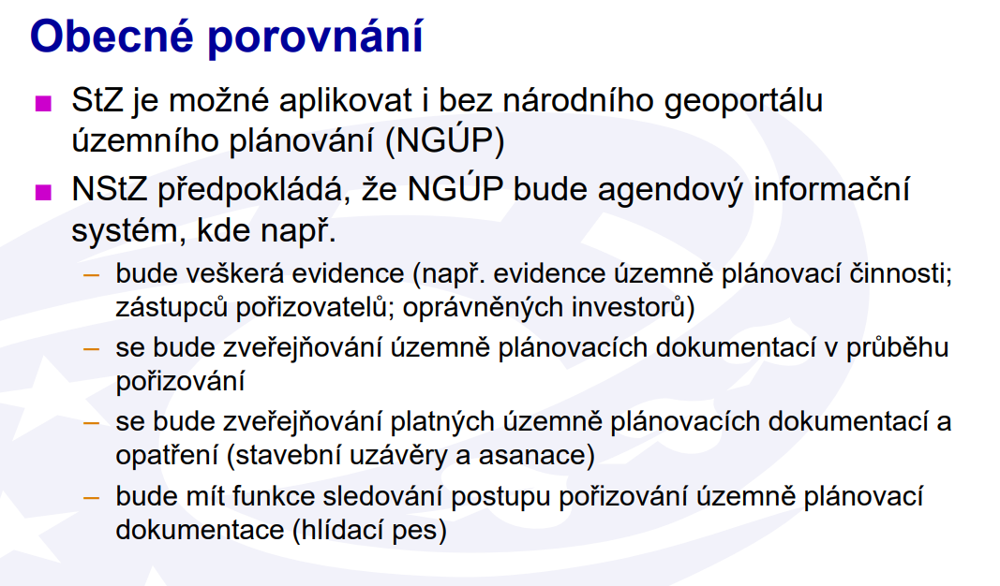 Obecné porovnání
StZ je možné aplikovat i bez národního geoportálu
územního plánování (NGÚP)
NStZ předpokládá, že NGÚP bude agendový informační
systém, kde např.
– bude veškerá evidence (např. evidence územně plánovací činnosti;
zástupců pořizovatelů; oprávněných investorů)
– se bude zveřejňování územně plánovacích dokumentací v průběhu
pořizování
– se bude zveřejňování platných územně plánovacích dokumentací a
opatření (stavební uzávěry a asanace)
– bude mít funkce sledování postupu pořizování územně plánovací
dokumentace (hlídací pes)